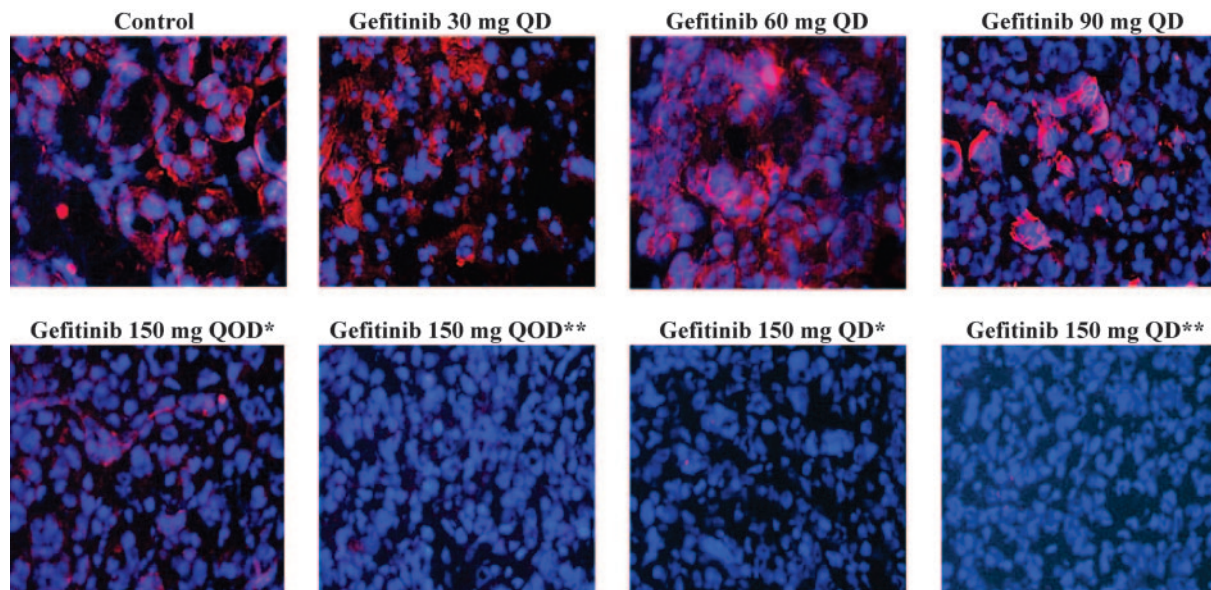 Control
Gefitinib 30 mg QD
Gefitinib 60 mg QD
Gefitinib 90 mg QD
Gefitinib 150 mg QOD*
Gefitinib 150 mg QOD**
Gefitinib 150 mg QD*
Gefitinib 150 mg QD**